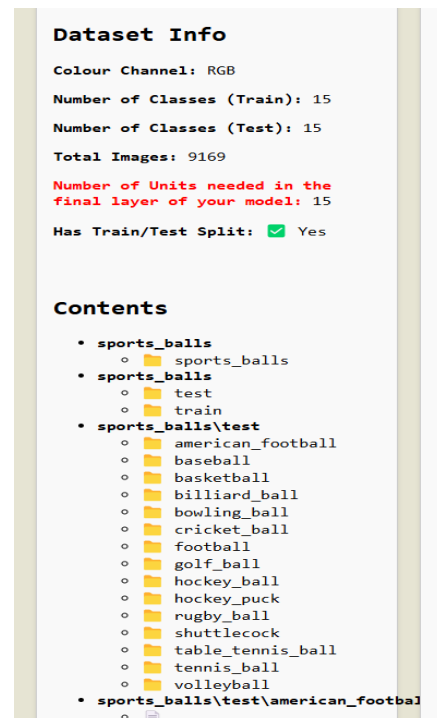 Dataset Info
Colour Channel: RGB
Number of Classes (Train): 15
Number of Classes (Test): 15
Total Images: 9169
Number of Units needed in the
final layer of your model: 15
Has Train/Test Split: ✅ Yes
Contents
• sports_balls
○ 📁 sports_balls
• sports_balls
○ 📁 test
○ 📁 train
• sports_balls\test
○ 📁 american_football
○ 📁 baseball
○ 📁 basketball
○ 📁 billiard_ball
○ 📁 bowling_ball
○ 📁 cricket_ball
○ 📁 football
○ 📁 golf_ball
○ 📁 hockey_ball
○ 📁 hockey_puck
○ 📁 rugby_ball
○ 📁 shuttlecock
○ 📁 table_tennis_ball
○ 📁 tennis_ball
○ 📁 volleyball
• sports_balls\test\american_footbal